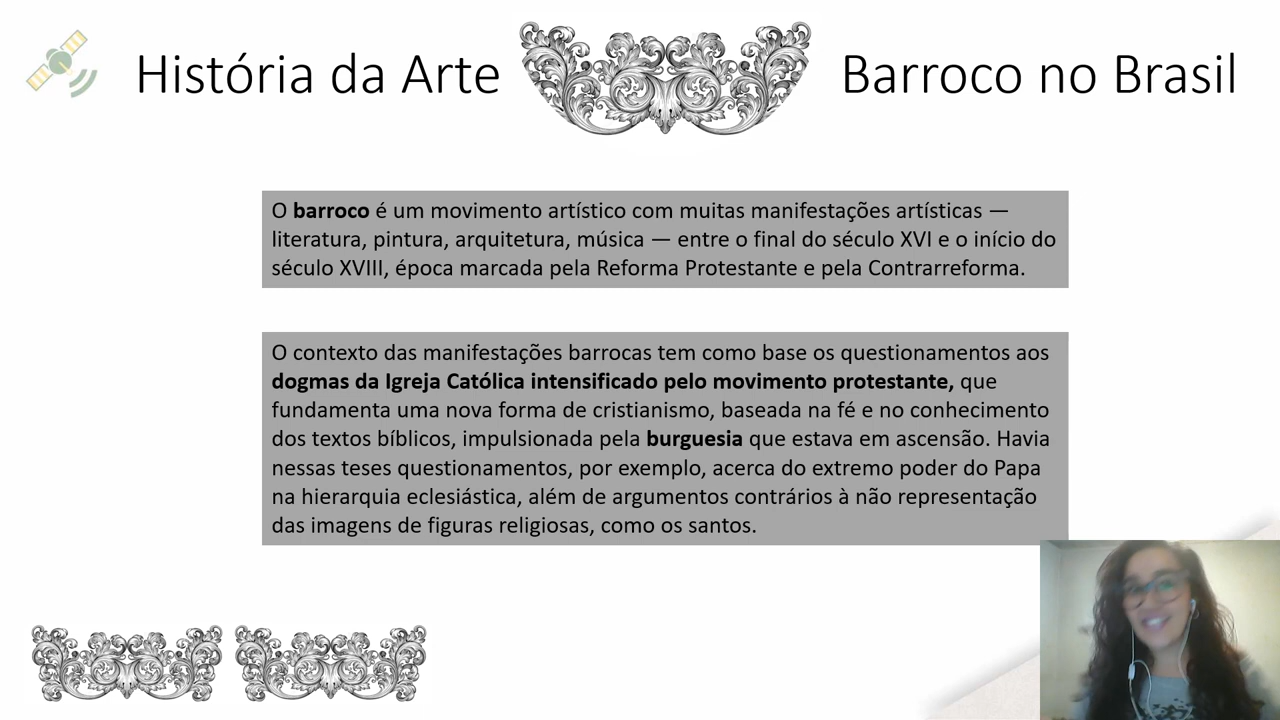 História da Arte
Barroco no Brasil
O barroco é um movimento artístico com muitas manifestações artísticas —
literatura, pintura, arquitetura, música — entre o final do século XVI e o início do
século XVIII, época marcada pela Reforma Protestante e pela Contrarreforma.
O contexto das manifestações barrocas tem como base os questionamentos aos
dogmas da Igreja Católica intensificado pelo movimento protestante, que
fundamenta uma nova forma de cristianismo, baseada na fé e no conhecimento
dos textos bíblicos, impulsionada pela burguesia que estava em ascensão. Havia
nessas teses questionamentos, por exemplo, acerca do extremo poder do Papa
na hierarquia eclesiástica, além de argumentos contrários à não representação
das imagens de figuras religiosas, como os santos.